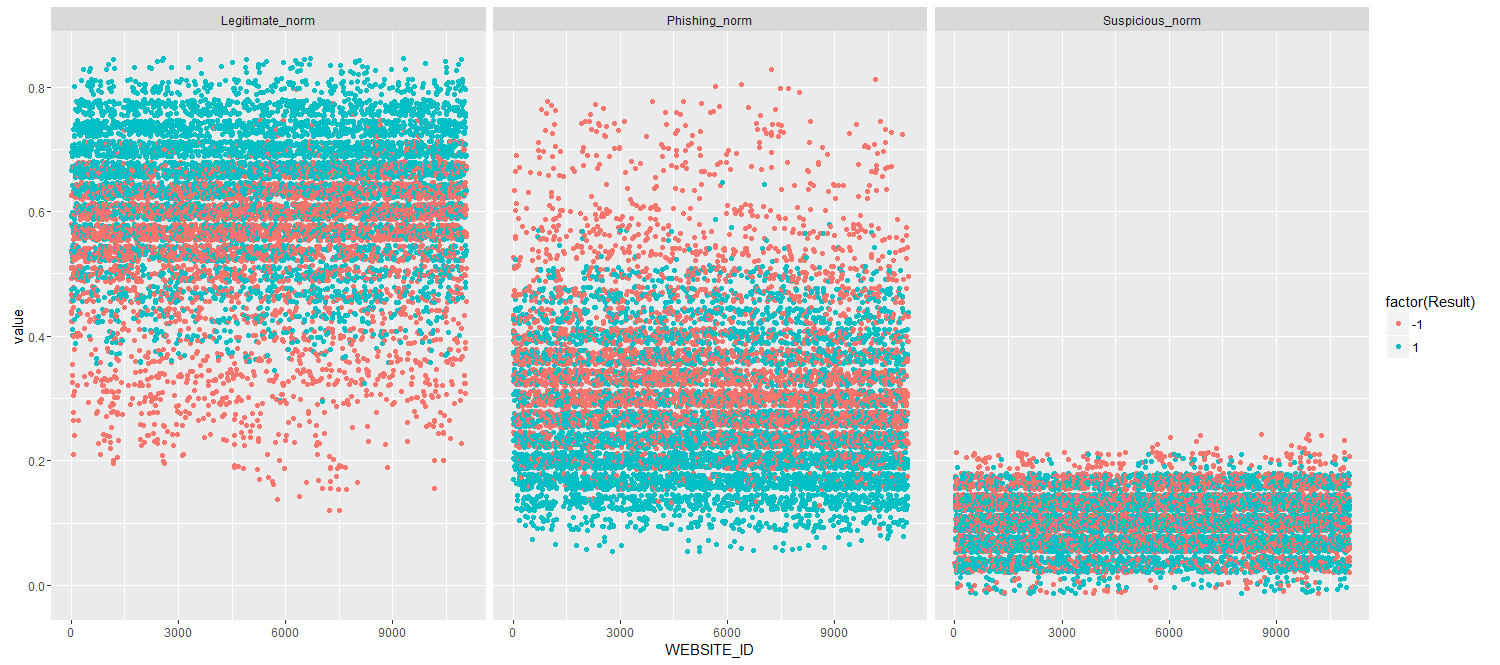 Legitimate_norm
Phishing_norm
Suspicious_norm
value
0.8
0.6
0.4
0.2
0.0
0 3000 6000 9000
0 3000 6000 9000
0 3000 6000 9000
WEBSITE_ID
factor(Result)
-1
1